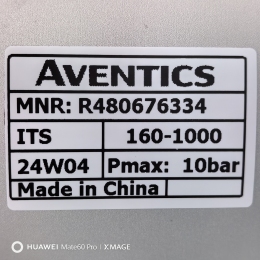 AVENTICS
MNR: R480676334
ITS 160-1000
24W04 Pmax: 10bar
Made in China
HUAWEI Mate60 Pro | XMAGE